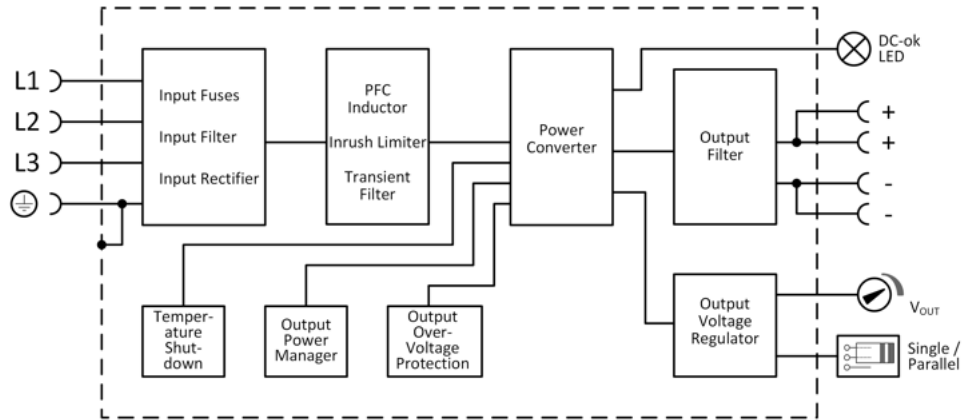 L1
L2
L3
Input Fuses
Input Filter
Input Rectifier
PFC
Inductor
Inrush Limiter
Transient
Filter
Power
Converter
Output
Filter
DC-ok
LED
+
+
-
-
Temper-
ature
Shut-
down
Output
Power
Manager
Output
Over-
Voltage
Protection
Output
Voltage
Regulator
VOUT
Single /
Parallel